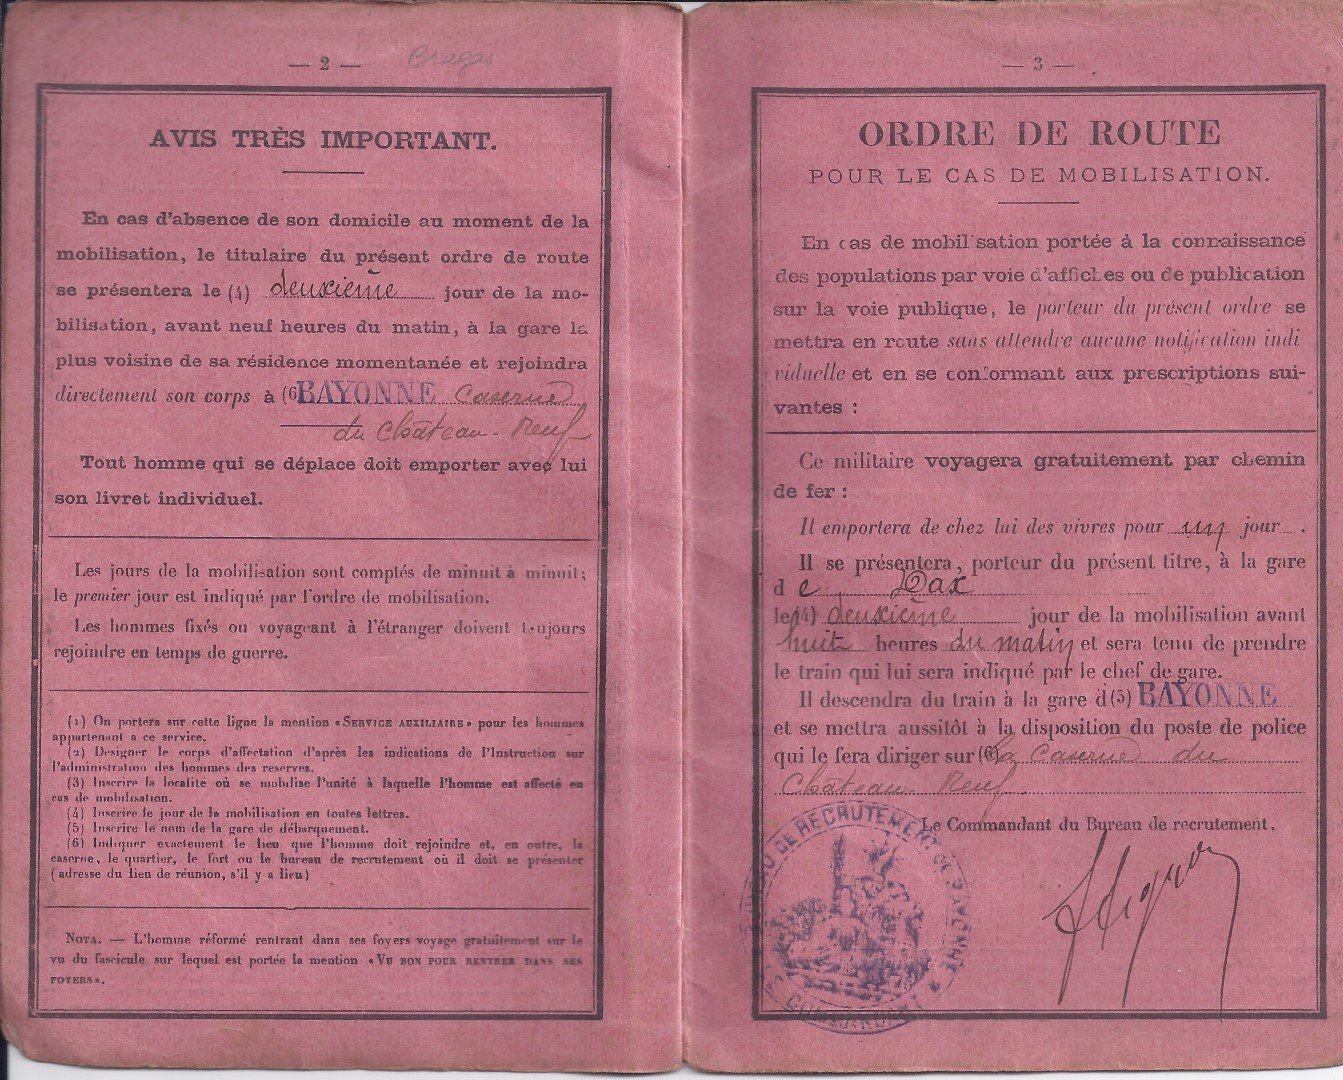 — 2 —
AVIS TRÈS IMPORTANT.
En cas d'absence de son domicile au moment de la
mobilisation, le titulaire du présent ordre de route
se présentera le (4) deuxième jour de la mo-
bilisation, avant neuf heures du matin, à la gare la
plus voisine de sa résidence momentanée et rejoindra
directement son corps à (6) BAYONNE Caserne
du Château-Neuf
Tout homme qui se déplace doit emporter avec lui
son livret individuel.
Les jours de la mobilisation sont comptés de minuit à minuit;
le premier jour est indiqué par l'ordre de mobilisation.
Les hommes fixés ou voyageant à l'étranger doivent toujours
rejoindre en temps de guerre.
(1) On portera sur cette ligne la mention «SERVICE AUXILIAIRE» pour les hommes
appartenant a ce service.
(2) Designer le corps d'affectation d'après les indications de l'Instruction sur
l'administration des hommes des reserves.
(3) Inscrire la localité où se mobilise l'unité à laquelle l'homme est affecté en
cas de mobilisation.
(4) Inscrire le jour de la mobilisation en toutes lettres.
(5) Inscrire le nom de la gare de débarquement.
(6) Indiquer exactement le lieu que l'homme doit rejoindre et, en outre, la
caserne, le quartier, le fort ou le bureau de recrutement où il doit se présenter
(adresse du lieu de réunion, s'il y a lieu)
NOTA. — L'homme réformé rentrant dans ses foyers voyage gratuitement sur le
vu du fascicule sur lequel est portée la mention «VU BON POUR RENTRER DANS SES
FOYERS».
— 3 —
ORDRE DE ROUTE
POUR LE CAS DE MOBILISATION.
En cas de mobilisation portée à la connaissance
des populations par voie d'affiches ou de publication
sur la voie publique, le porteur du présent ordre se
mettra en route sans attendre aucune notification indi
viduelle et en se conformant aux prescriptions sui-
vantes :
Ce militaire voyagera gratuitement par chemin
de fer :
Il emportera de chez lui des vivres pour un jour .
Il se présentera, porteur du présent titre, à la gare
d e Dax
le (4) deuxième jour de la mobilisation avant
huit heures du matin et sera tenu de prendre
le train qui lui sera indiqué par le chef de gare.
Il descendra du train à la gare d (5) BAYONNE
et se mettra aussitôt à la disposition du poste de police
qui le fera diriger sur (6) la Caserne du
Château-Neuf
Le Commandant du Bureau de recrutement,
BUREAU DE RECRUTEMENT DE BAYONNE
COMMANDANT